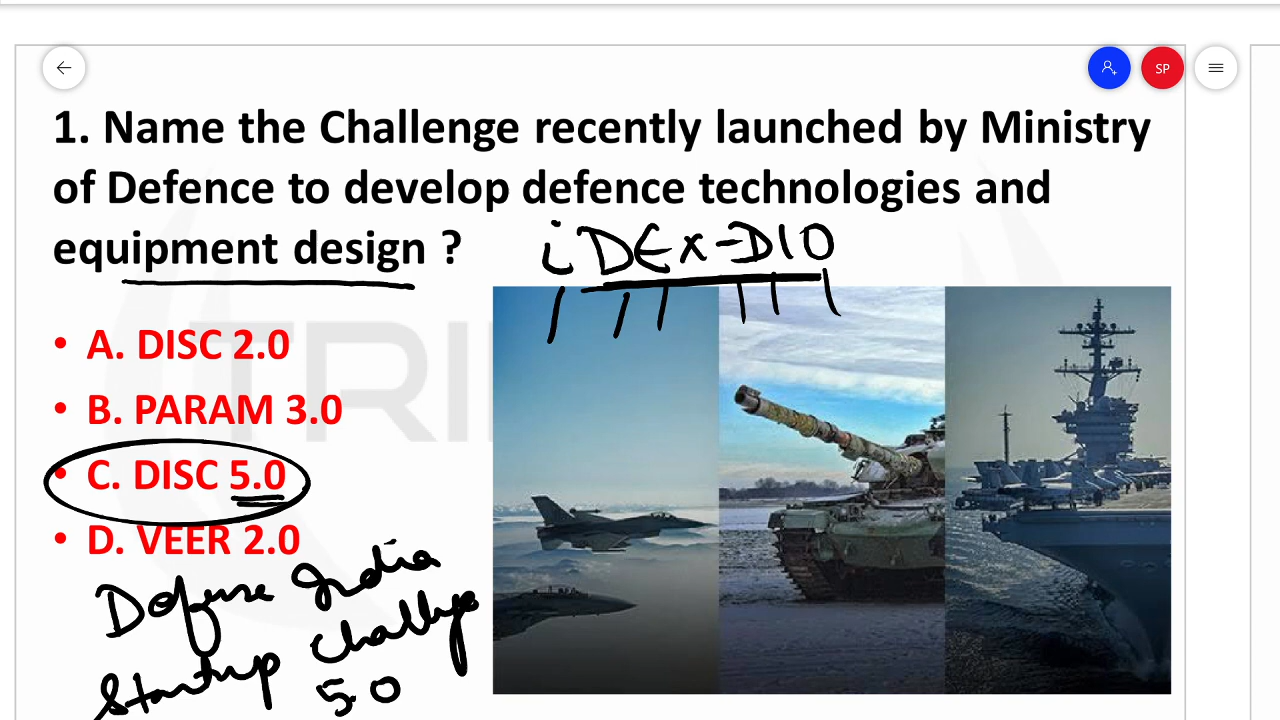 SP
1. Name the Challenge recently launched by Ministry
of Defence to develop defence technologies and
equipment design ?
iDEX-DIO
• A. DISC 2.0
• B. PARAM 3.0
• C. DISC 5.0
• D. VEER 2.0
Defense India
Startup Challenge
5.0